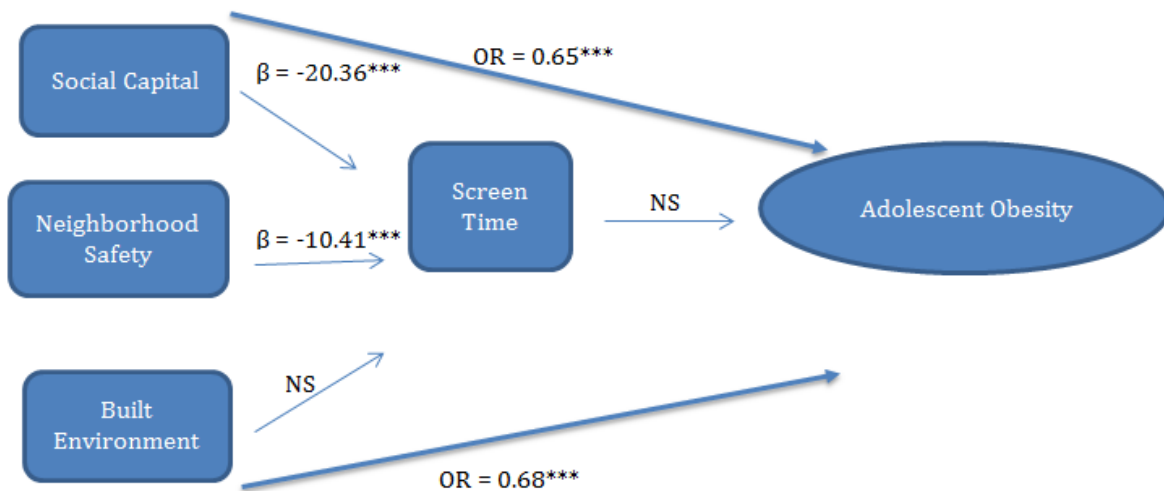 Social Capital
β = -20.36***
OR = 0.65***
Neighborhood
Safety
β = -10.41***
Screen
Time
NS
Adolescent Obesity
Built
Environment
NS
OR = 0.68***